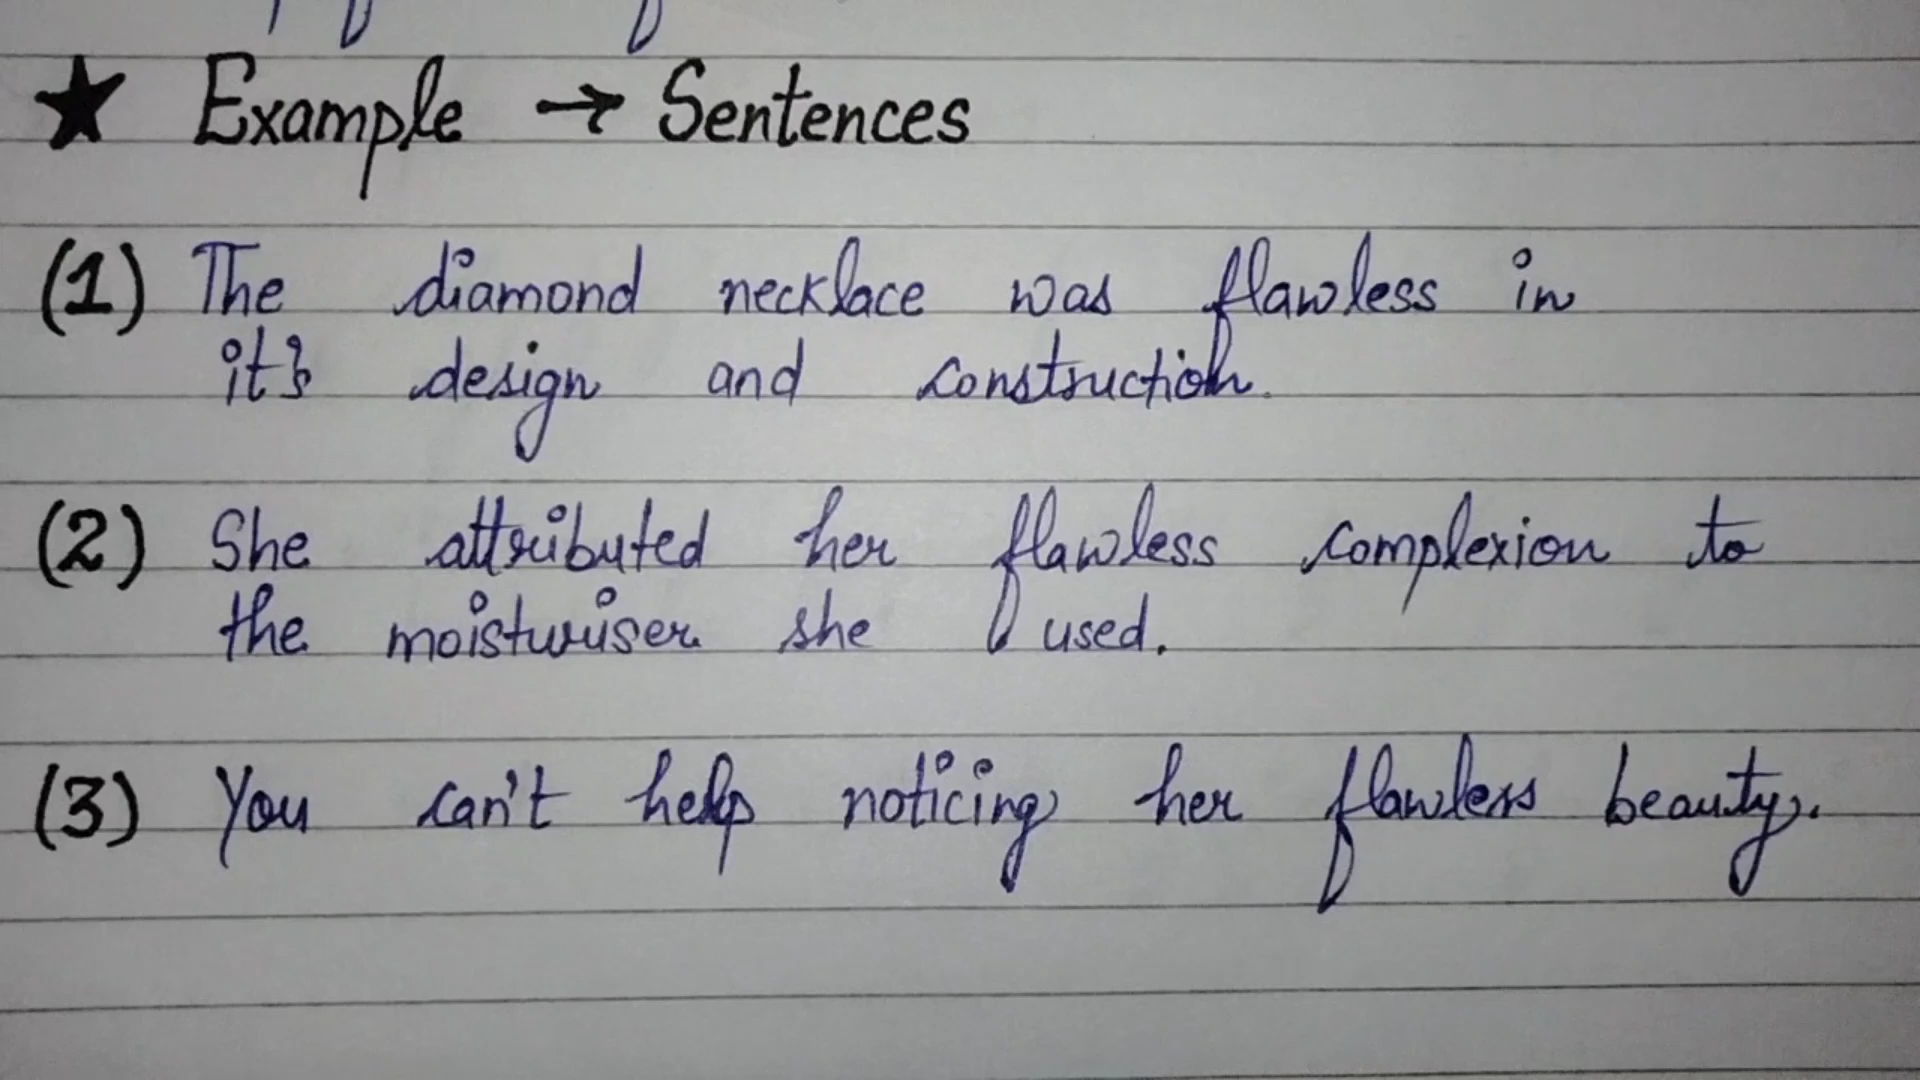 ★ Example → Sentences
(1) The diamond necklace was flawless in
it's design and construction.
(2) She attributed her flawless complexion to
the moisturiser she used.
(3) You can't help noticing her flawless beauty.